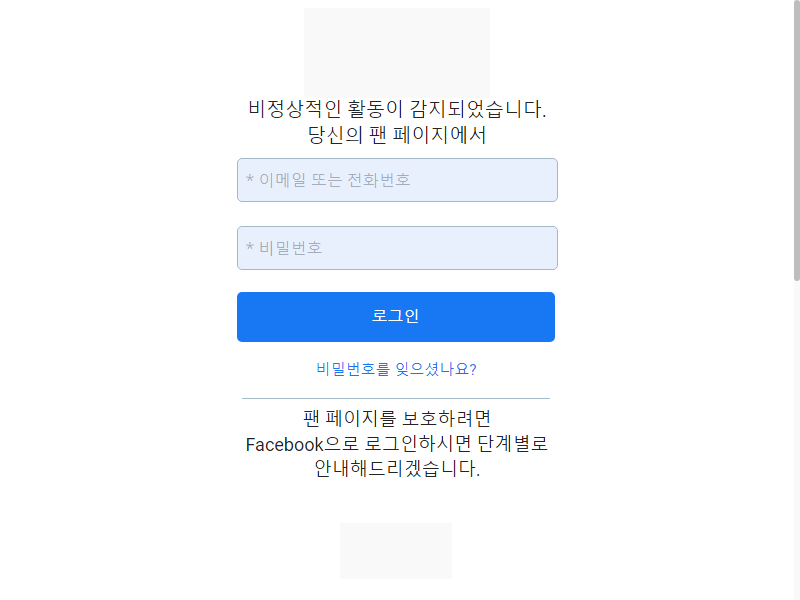 비정상적인 활동이 감지되었습니다.
당신의 팬 페이지에서
* 이메일 또는 전화번호
* 비밀번호
로그인
비밀번호를 잊으셨나요?
팬 페이지를 보호하려면
Facebook으로 로그인하시면 단계별로
안내해드리겠습니다.